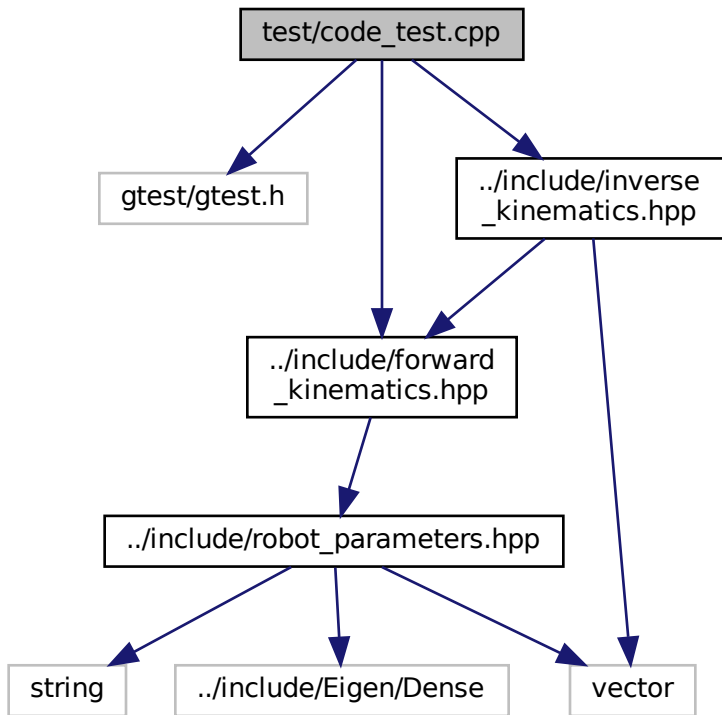 test/code_test.cpp
gtest/gtest.h
../include/inverse
_kinematics.hpp
../include/forward
_kinematics.hpp
../include/robot_parameters.hpp
string
../include/Eigen/Dense
vector